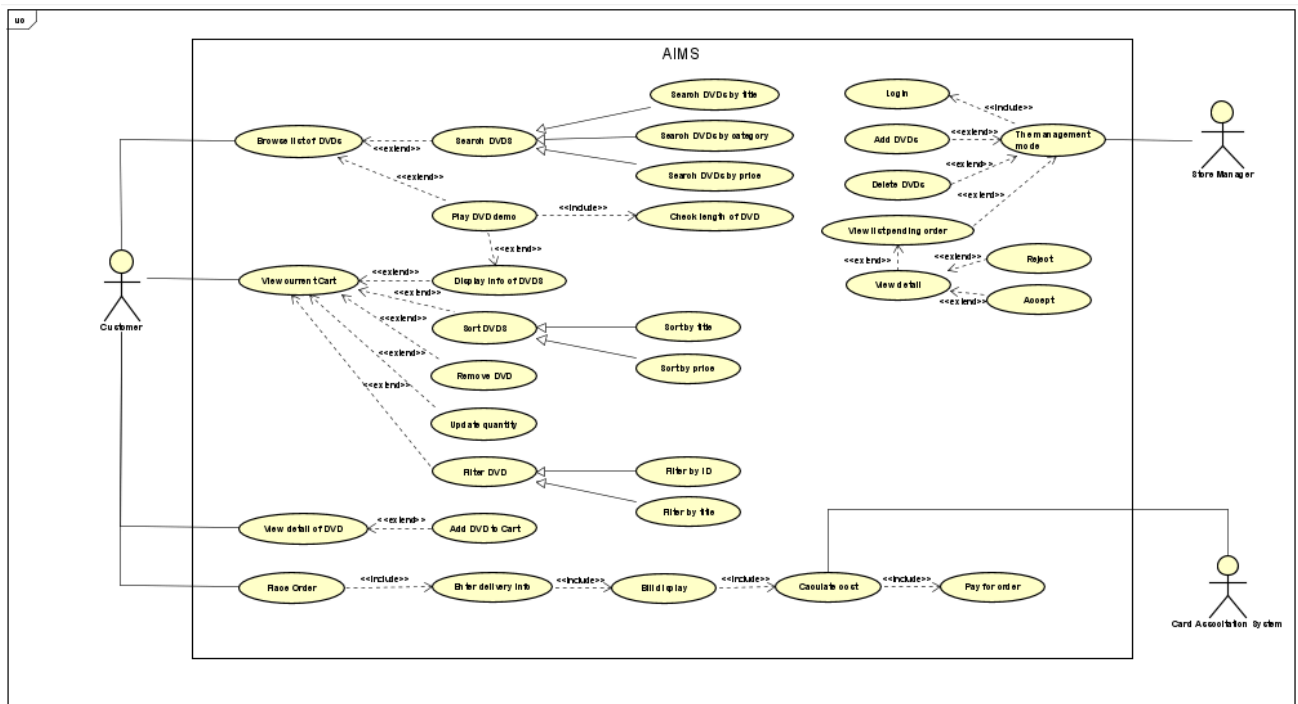 uc
AIMS
Search DVDs by title
Login
<<include>>
Browse list of DVDs
<<extend>>
Search DVDS
Search DVDs by category
Add DVDs
<<extend>>
The management
mode
Store Manager
Search DVDs by price
Delete DVDs
<<extend>>
<<extend>>
<<extend>>
Play DVD demo
<<include>>
Check length of DVD
View list pending order
<<extend>>
View current Cart
<<extend>>
Display info of DVDS
<<extend>>
<<extend>>
Reject
View detail
<<extend>>
Accept
Customer
<<extend>>
Sort DVDS
Sort by title
<<extend>>
Sort by price
Remove DVD
<<extend>>
<<extend>>
Update quantity
Filter DVD
Filter by ID
Filter by title
View detail of DVD
<<extend>>
Add DVD to Cart
Place Order
<<include>>
Enter delivery info
<<include>>
Bill display
<<include>>
Caculate cost
<<include>>
Pay for order
Card Associtation System